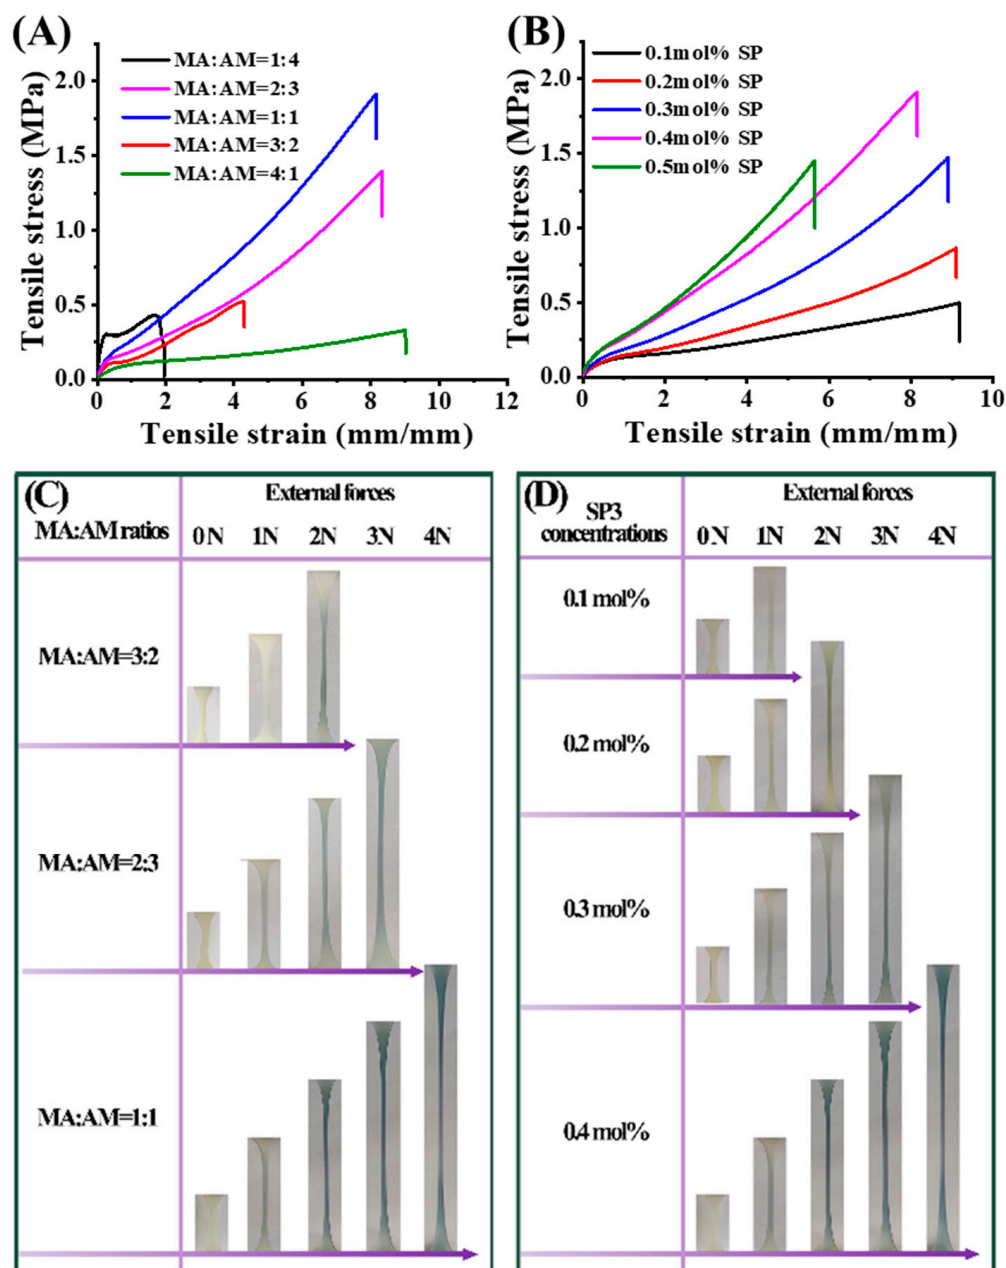 (A)
MA:AM=1:4
MA:AM=2:3
MA:AM=1:1
MA:AM=3:2
MA:AM=4:1
2.0
1.5
1.0
0.5
0.0
0 2 4 6 8 10 12
Tensile stress (MPa)
Tensile strain (mm/mm)
(B)
0.1mol% SP
0.2mol% SP
0.3mol% SP
0.4mol% SP
0.5mol% SP
2.0
1.5
1.0
0.5
0.0
0 2 4 6 8 10
Tensile stress (MPa)
Tensile strain (mm/mm)
(C)
External forces
MA:AM ratios
0N 1N 2N 3N 4N
MA:AM=3:2
MA:AM=2:3
MA:AM=1:1
(D)
External forces
SP3
concentrations
0N 1N 2N 3N 4N
0.1 mol%
0.2 mol%
0.3 mol%
0.4 mol%